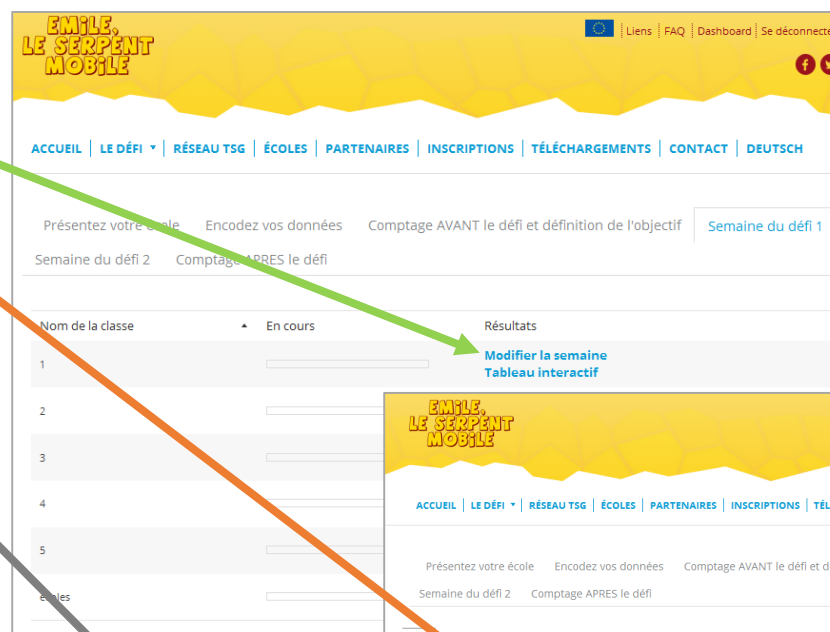 EMILE,
LE SERPENT
MOBILE
Liens | FAQ | Dashboard | Se déconnecte
ACCUEIL | LE DÉFI | RÉSEAU TSG | ÉCOLES | PARTENAIRES | INSCRIPTIONS | TÉLÉCHARGEMENTS | CONTACT | DEUTSCH
Présentez votre école Encodez vos données Comptage AVANT le défi et définition de l'objectif Semaine du défi 1
Semaine du défi 2 Comptage APRES le défi
Nom de la classe En cours Résultats
1 Modifier la semaine
Tableau interactif
2
3
4
5
écoles
EMILE,
LE SERPENT
MOBILE
ACCUEIL | LE DÉFI | RÉSEAU TSG | ÉCOLES | PARTENAIRES | INSCRIPTIONS | TÉL
Présentez votre école Encodez vos données Comptage AVANT le défi et d
Semaine du défi 2 Comptage APRES le défi